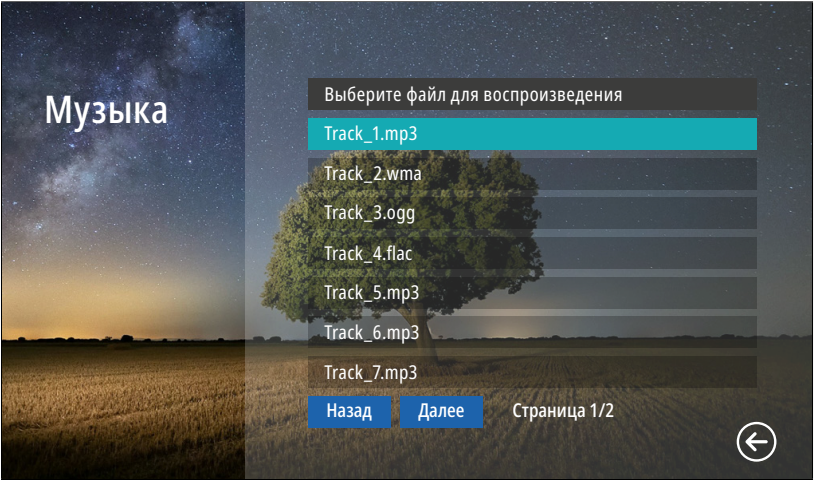 Музыка
Выберите файл для воспроизведения
Track_1.mp3
Track_2.wma
Track_3.ogg
Track_4.flac
Track_5.mp3
Track_6.mp3
Track_7.mp3
Назад Далее Страница 1/2